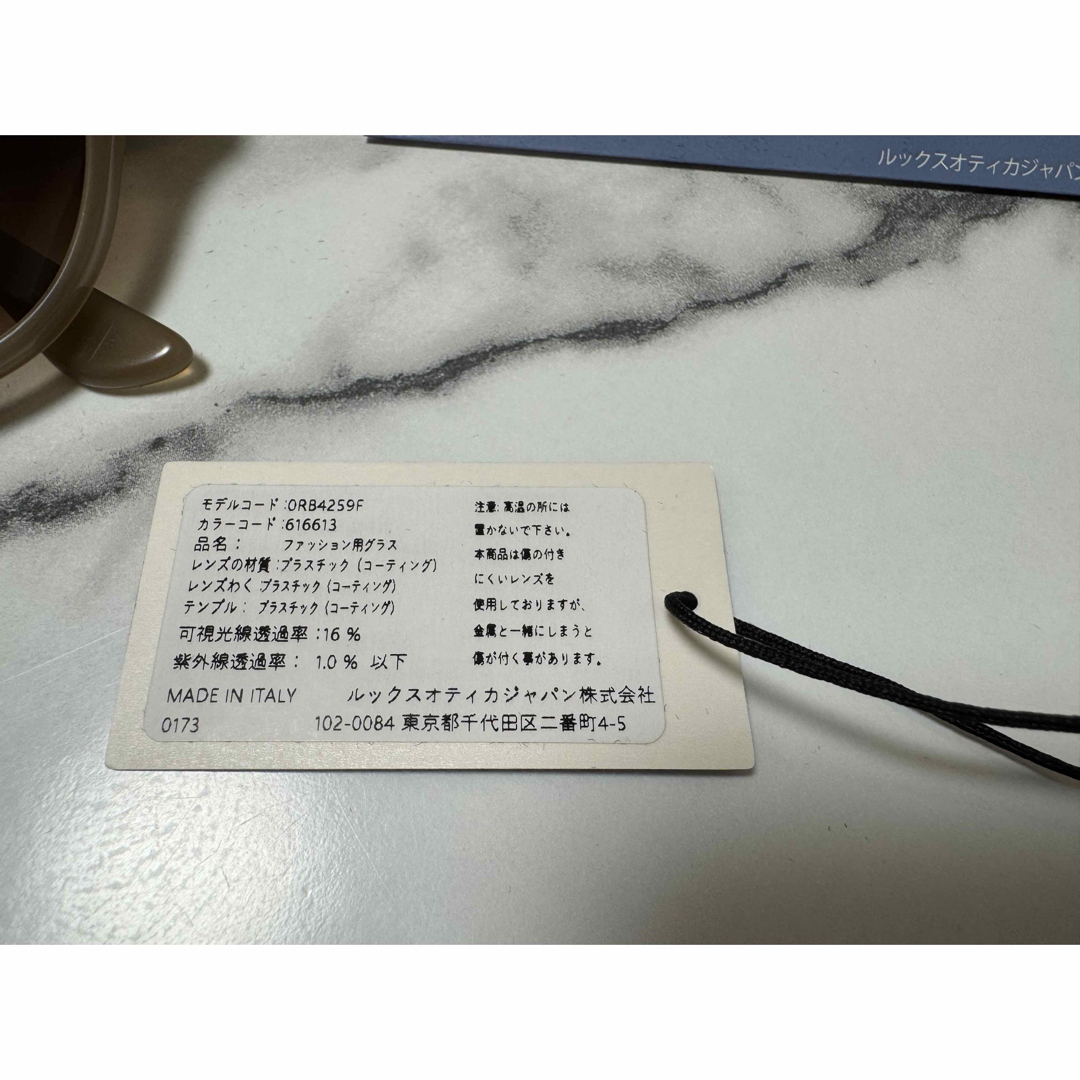 ルックスオティカジャパン
モデルコード:0RB4259F
カラーコード:616613
品名: ファッション用グラス
レンズの材質:プラスチック (コーティング)
レンズわく:プラスチック (コーティング)
テンプル: プラスチック (コーティング)
可視光線透過率:16 %
紫外線透過率: 1.0 % 以下
注意: 高温の所には
置かないで下さい。
本商品は傷の付き
にくいレンズを
使用しておりますが、
金属と一緒にしまうと
傷が付く事があります。
MADE IN ITALY ルックスオティカジャパン株式会社
0173 102-0084 東京都千代田区二番町4-5